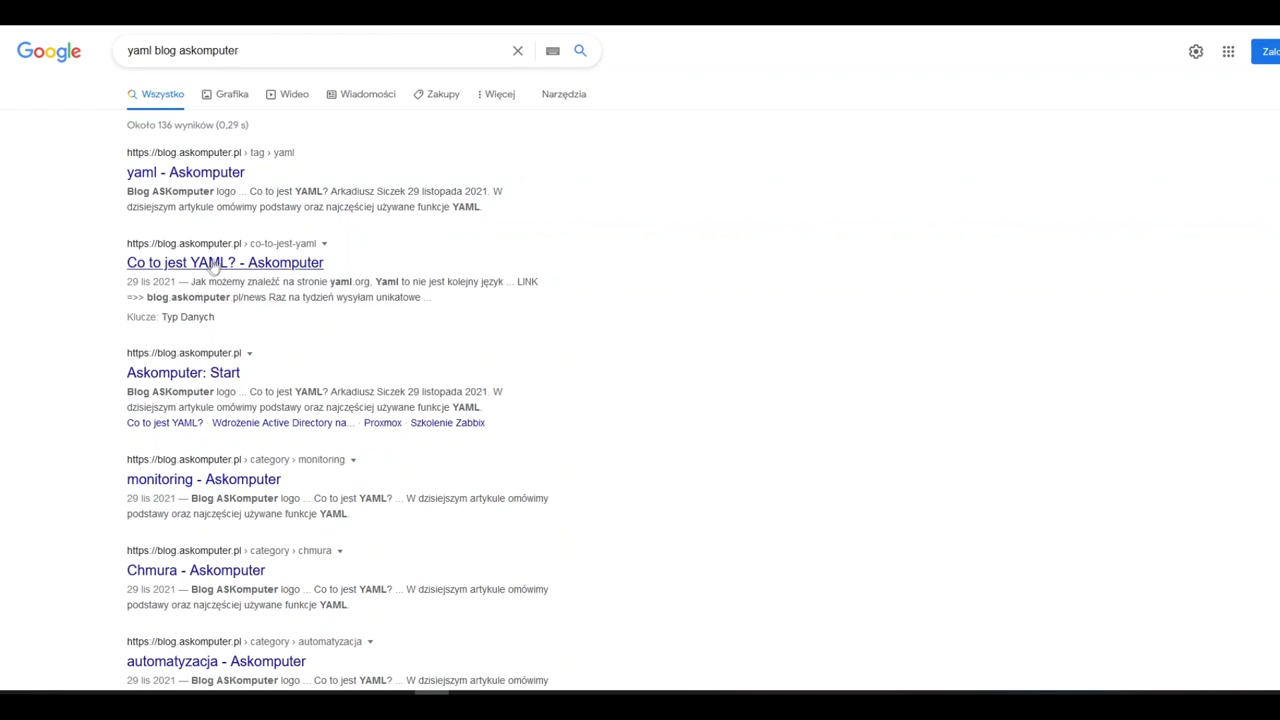 Google
yaml blog askomputer
Zalo
Wszystko Grafika Wideo Wiadomości Zakupy Więcej Narzędzia
Około 136 wyników (0,29 s)
https://blog.askomputer.pl › tag › yaml
yaml - Askomputer
Blog ASKomputer logo ... Co to jest YAML? Arkadiusz Siczek 29 listopada 2021. W
dzisiejszym artykule omówimy podstawy oraz najczęściej używane funkcje YAML.
https://blog.askomputer.pl › co-to-jest-yaml
Co to jest YAML? - Askomputer
29 lis 2021 — Jak możemy znaleźć na stronie yaml.org, Yaml to nie jest kolejny język ... LINK
=>> blog.askomputer.pl/news Raz na tydzień wysyłam unikatowe ...
Klucze: Typ Danych
https://blog.askomputer.pl
Askomputer: Start
Blog ASKomputer logo ... Co to jest YAML? Arkadiusz Siczek 29 listopada 2021. W
dzisiejszym artykule omówimy podstawy oraz najczęściej używane funkcje YAML.
Co to jest YAML? · Wdrożenie Active Directory na... · Proxmox · Szkolenie Zabbix
https://blog.askomputer.pl › category › monitoring
monitoring - Askomputer
29 lis 2021 — Blog ASKomputer logo ... Co to jest YAML? ... W dzisiejszym artykule omówimy
podstawy oraz najczęściej używane funkcje YAML.
https://blog.askomputer.pl › category › chmura
Chmura - Askomputer
29 lis 2021 — Blog ASKomputer logo ... Co to jest YAML? ... W dzisiejszym artykule omówimy
podstawy oraz najczęściej używane funkcje YAML.
https://blog.askomputer.pl › category › automatyzacja
automatyzacja - Askomputer
29 lis 2021 — Blog ASKomputer logo ... Co to jest YAML? ... W dzisiejszym artykule omówimy